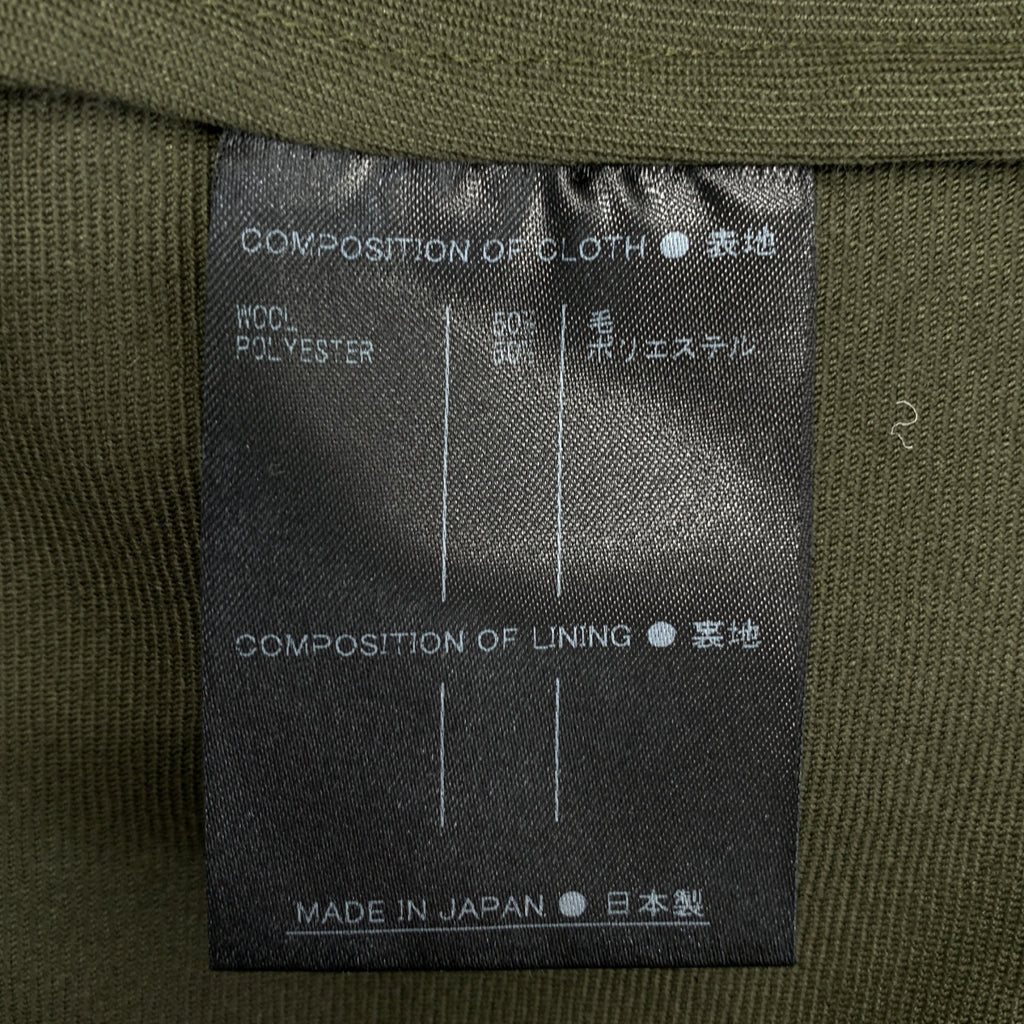 COMPOSITION OF CLOTH ● 表地
WOOL 50% 毛
POLYESTER 50% ポリエステル
COMPOSITION OF LINING ● 裏地
MADE IN JAPAN ● 日本製